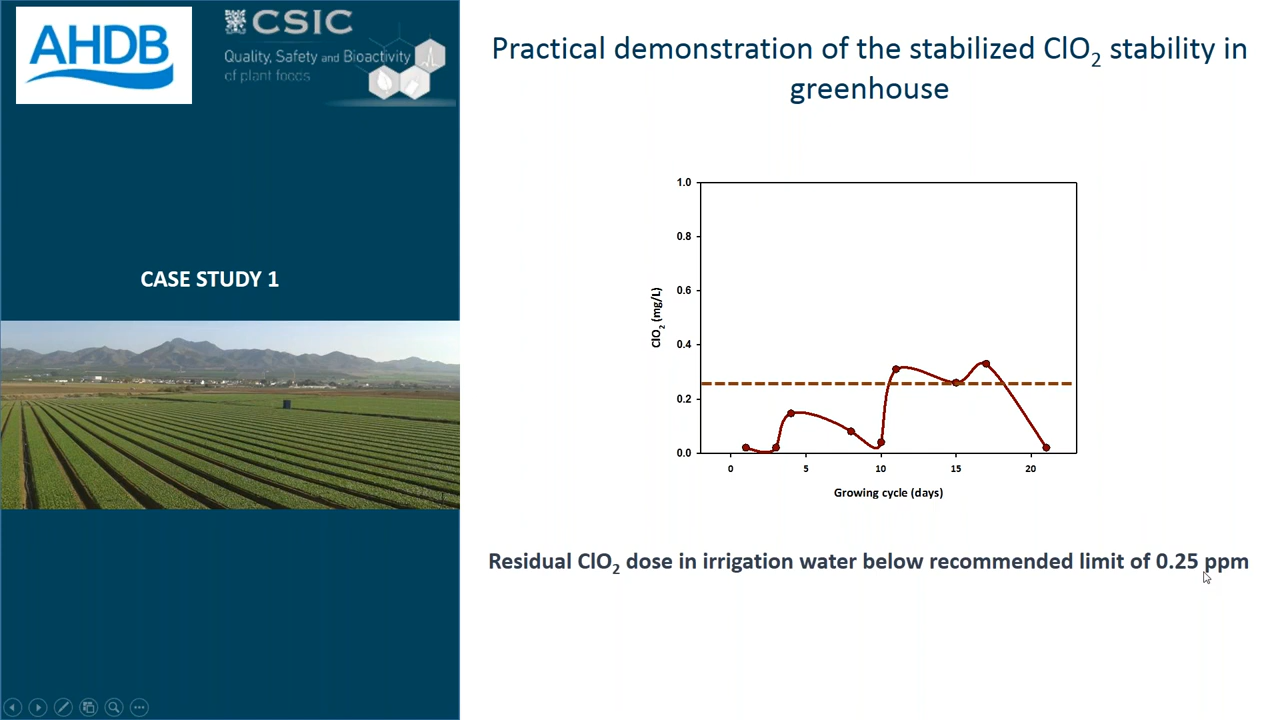 AHDB
CSIC
Quality, Safety and Bioactivity
of plant foods
CASE STUDY 1
Practical demonstration of the stabilized ClO2 stability in
greenhouse
1.0
0.8
0.6
0.4
0.2
0.0
ClO2 (mg/L)
0 5 10 15 20
Growing cycle (days)
Residual ClO2 dose in irrigation water below recommended limit of 0.25 ppm